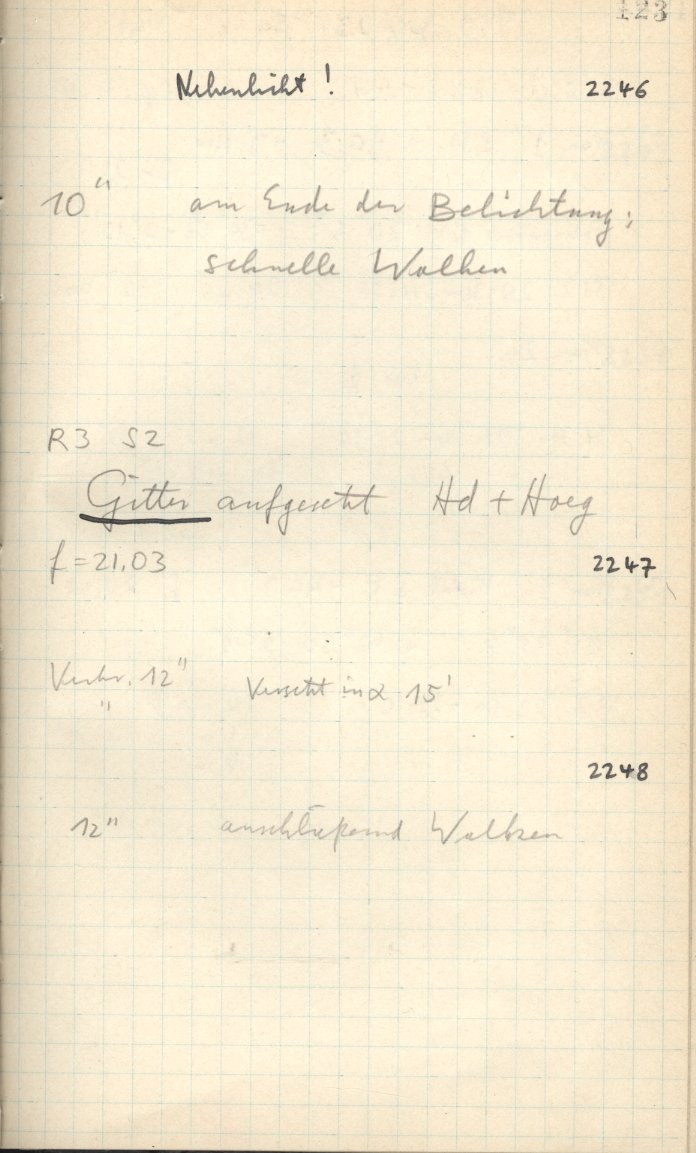 123
Nebenlicht! 2246
10" am Ende der Belichtung;
schnelle Wolken
R3 S2
Gitter aufgesetzt Hd + Hoeg
f = 21,03 2247
12" Versetzt in α 15'
"
2248
12" anschließend Wolken